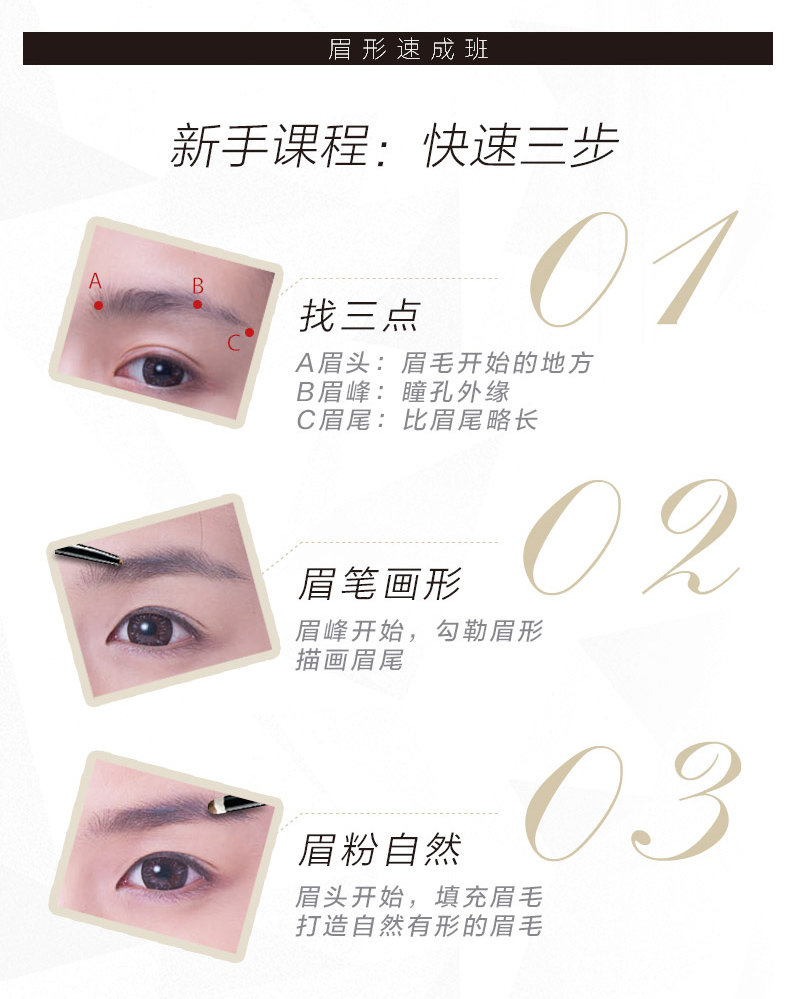 眉形速成班
新手课程：快速三步
01
A
B
C
找三点
A眉头：眉毛开始的地方
B眉峰：瞳孔外缘
C眉尾：比眉尾略长
02
眉笔画形
眉峰开始，勾勒眉形
描画眉尾
03
眉粉自然
眉头开始，填充眉毛
打造自然有形的眉毛